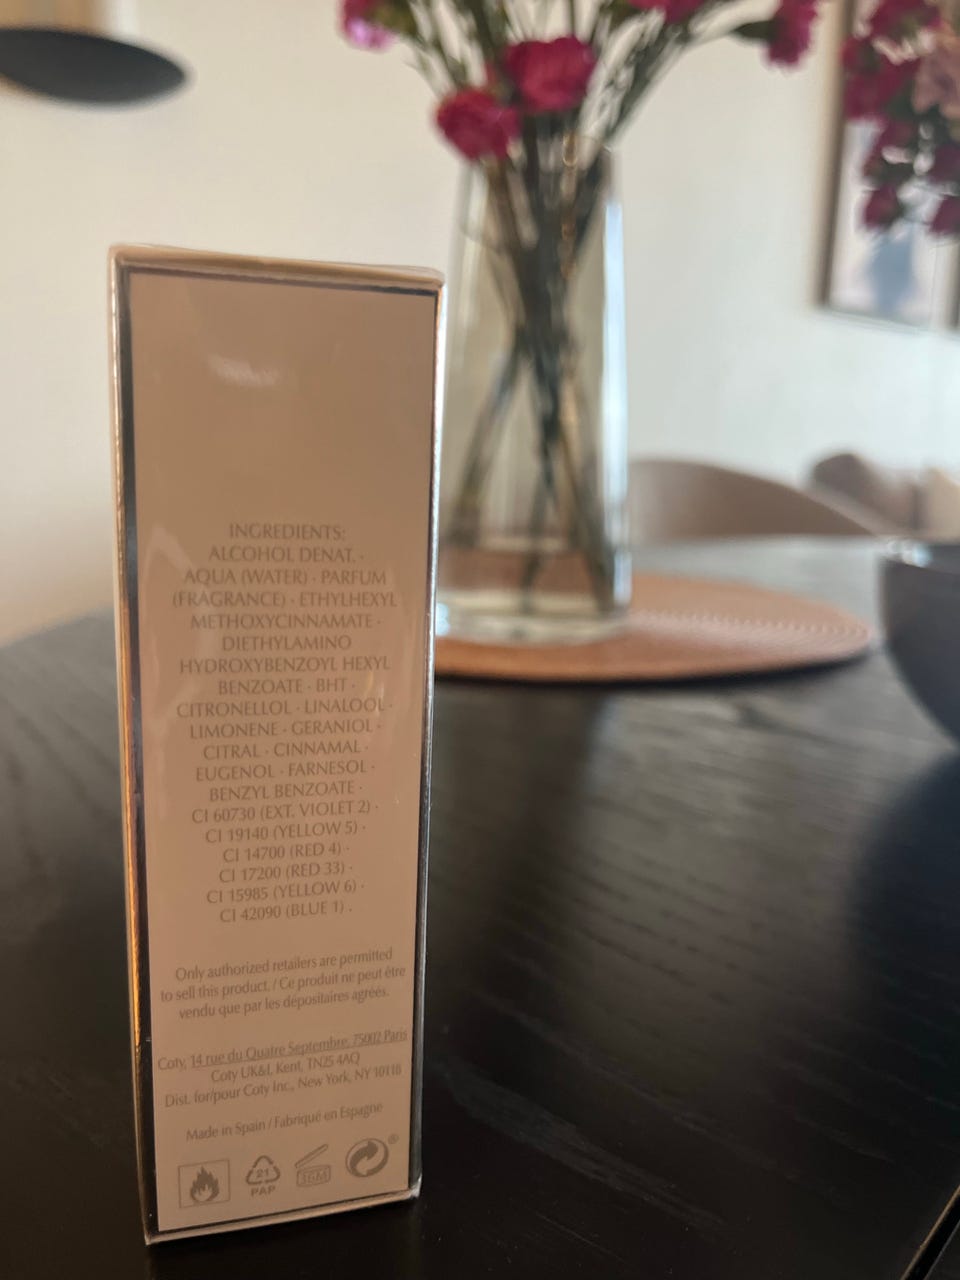 INGREDIENTS:
ALCOHOL DENAT. ·
AQUA (WATER) · PARFUM
(FRAGRANCE) · ETHYLHEXYL
METHOXYCINNAMATE ·
DIETHYLAMINO
HYDROXYBENZOYL HEXYL
BENZOATE · BHT ·
CITRONELLOL · LINALOOL ·
LIMONENE · GERANIOL ·
CITRAL · CINNAMAL ·
EUGENOL · FARNESOL ·
BENZYL BENZOATE ·
CI 60730 (EXT. VIOLET 2) ·
CI 19140 (YELLOW 5) ·
CI 14700 (RED 4) ·
CI 17200 (RED 33) ·
CI 15985 (YELLOW 6) ·
CI 42090 (BLUE 1) .
Only authorized retailers are permitted
to sell this product. / Ce produit ne peut être
vendu que par les dépositaires agréés.
Coty, 14 rue du Quatre Septembre, 75002 Paris
Coty UK&I, Kent, TN25 4AQ
Dist. for/pour Coty Inc., New York, NY 10118
Made in Spain / Fabriqué en Espagne
21
PAP
36M
®